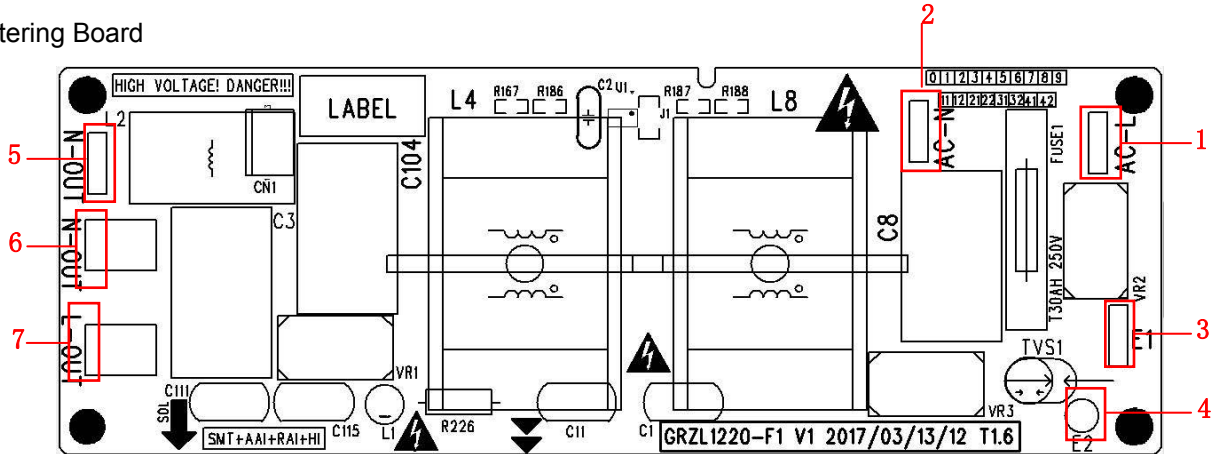 tering Board
2
HIGH VOLTAGE! DANGER!!!
LABEL
L4
R167
R186
C2
U1
J1
R187
R188
L8
0 1 2 3 4 5 6 7 8 9
11 12 21 22 31 32 41 42
AC-N
FUSE1
AC-L
1
L2
5
N-OUT
CN1
C104
C3
6
N-OUT
C8
T30AH 250V
VR2
7
L-OUT
E1
3
TVS1
VR1
C111
SOL
C115
L1
R226
C11
C1
VR3
4
E2
SMT+AAI+RAI+HI
GRZL1220-F1 V1 2017/03/13/12 T1.6